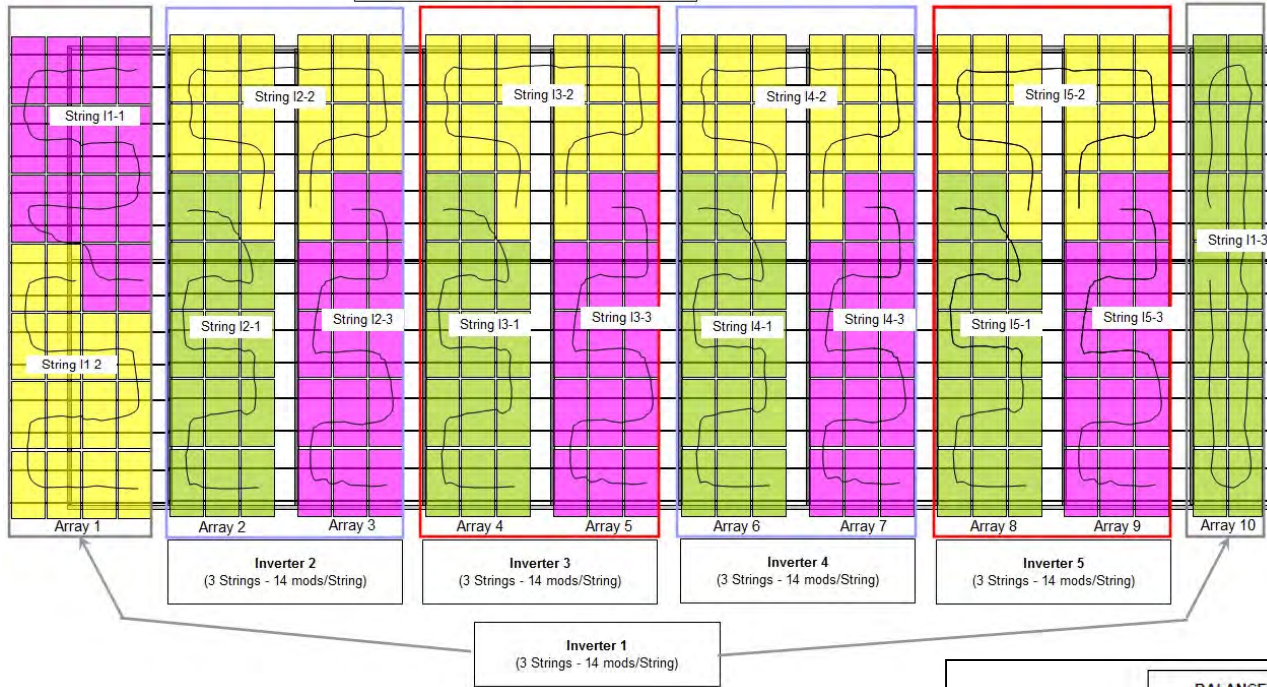 String I1-1
String I2-2
String I3-2
String I4-2
String I5-2
String I1-3
String I1 2
String I2-1
String I2-3
String I3-1
String I3-3
String I4-1
String I4-3
String I5-1
String I5-3
Array 1
Array 2
Array 3
Array 4
Array 5
Array 6
Array 7
Array 8
Array 9
Array 10
Inverter 2
(3 Strings - 14 mods/String)
Inverter 3
(3 Strings - 14 mods/String)
Inverter 4
(3 Strings - 14 mods/String)
Inverter 5
(3 Strings - 14 mods/String)
Inverter 1
(3 Strings - 14 mods/String)